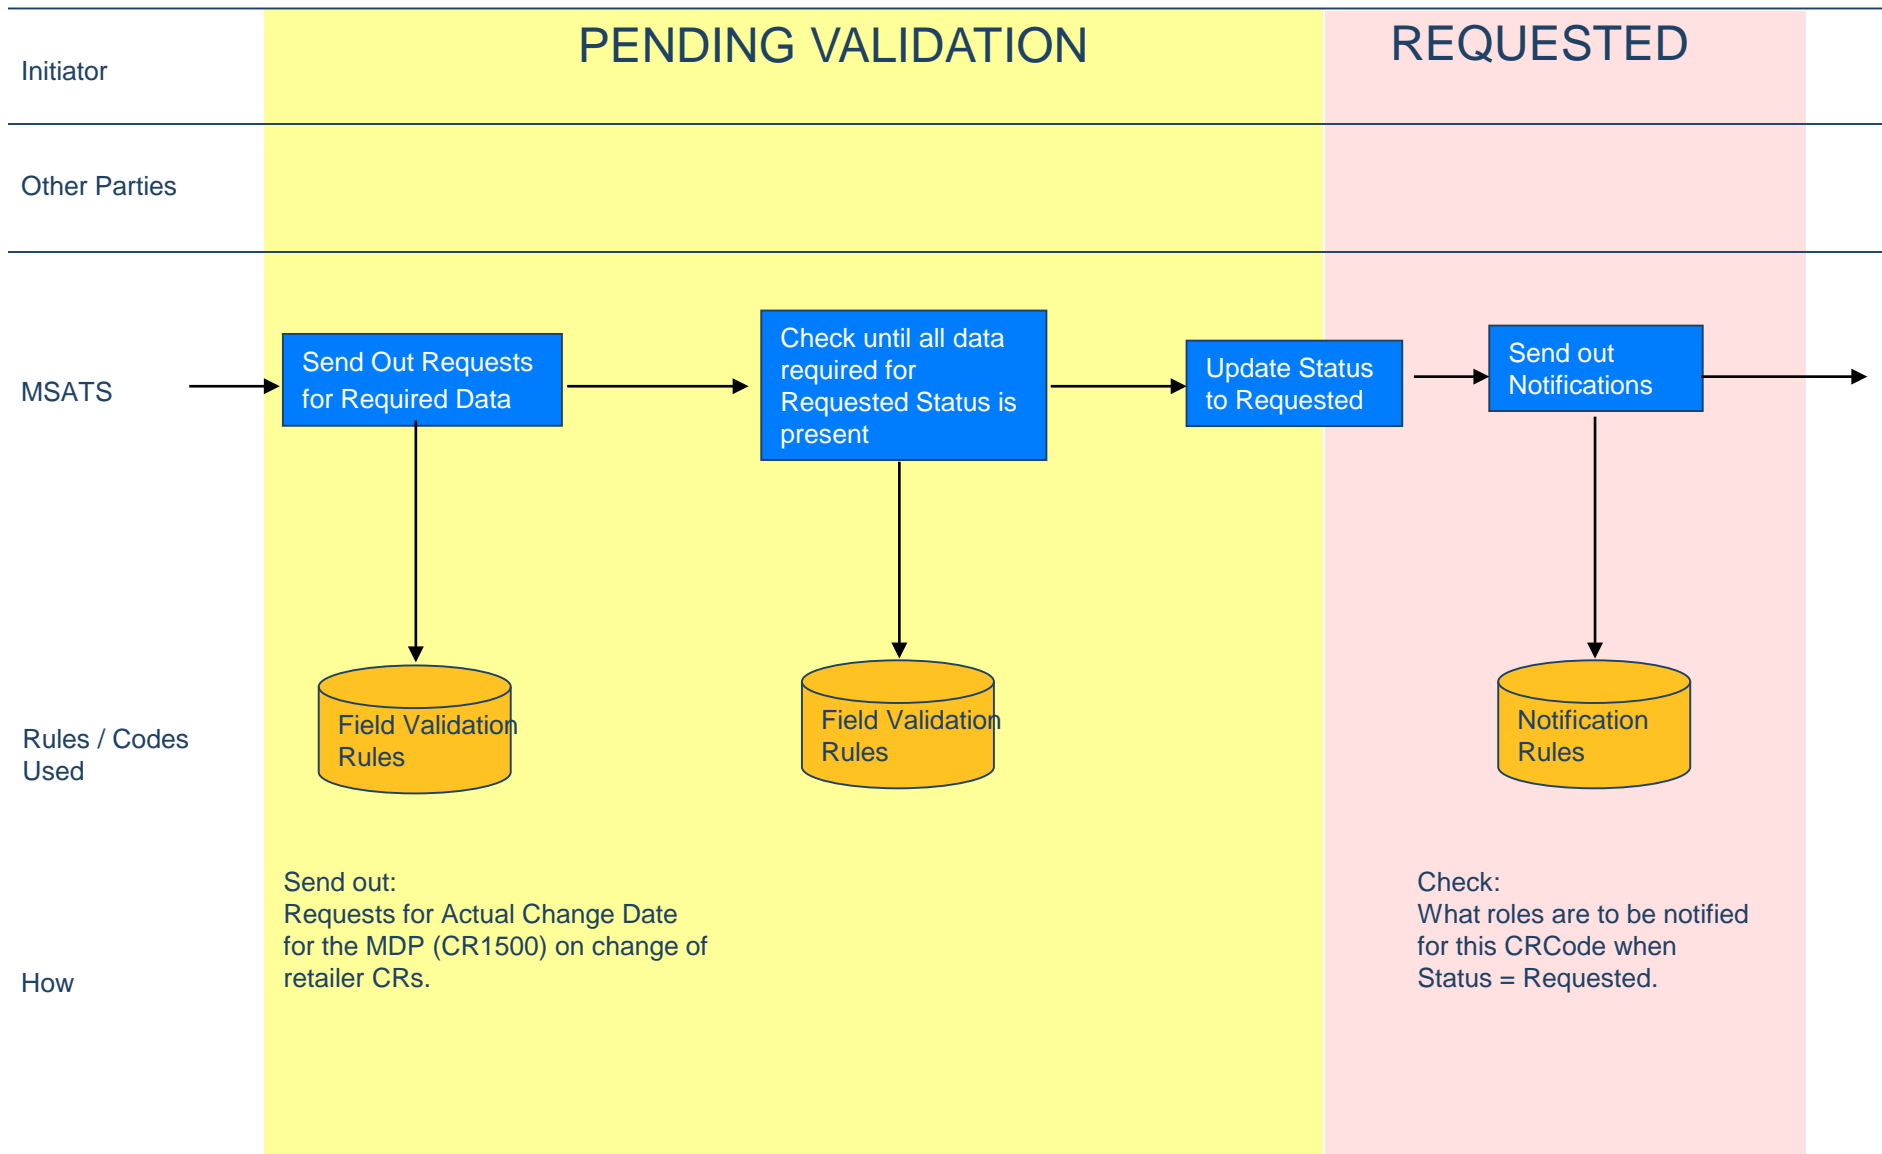 PENDING VALIDATION
REQUESTED
Initiator
Other Parties
MSATS
Send Out Requests
for Required Data
Check until all data
required for
Requested Status is
present
Update Status
to Requested
Send out
Notifications
Rules / Codes
Used
Field Validation
Rules
Field Validation
Rules
Notification
Rules
How
Send out:
Requests for Actual Change Date
for the MDP (CR1500) on change of
retailer CRs.
Check:
What roles are to be notified
for this CRCode when
Status = Requested.